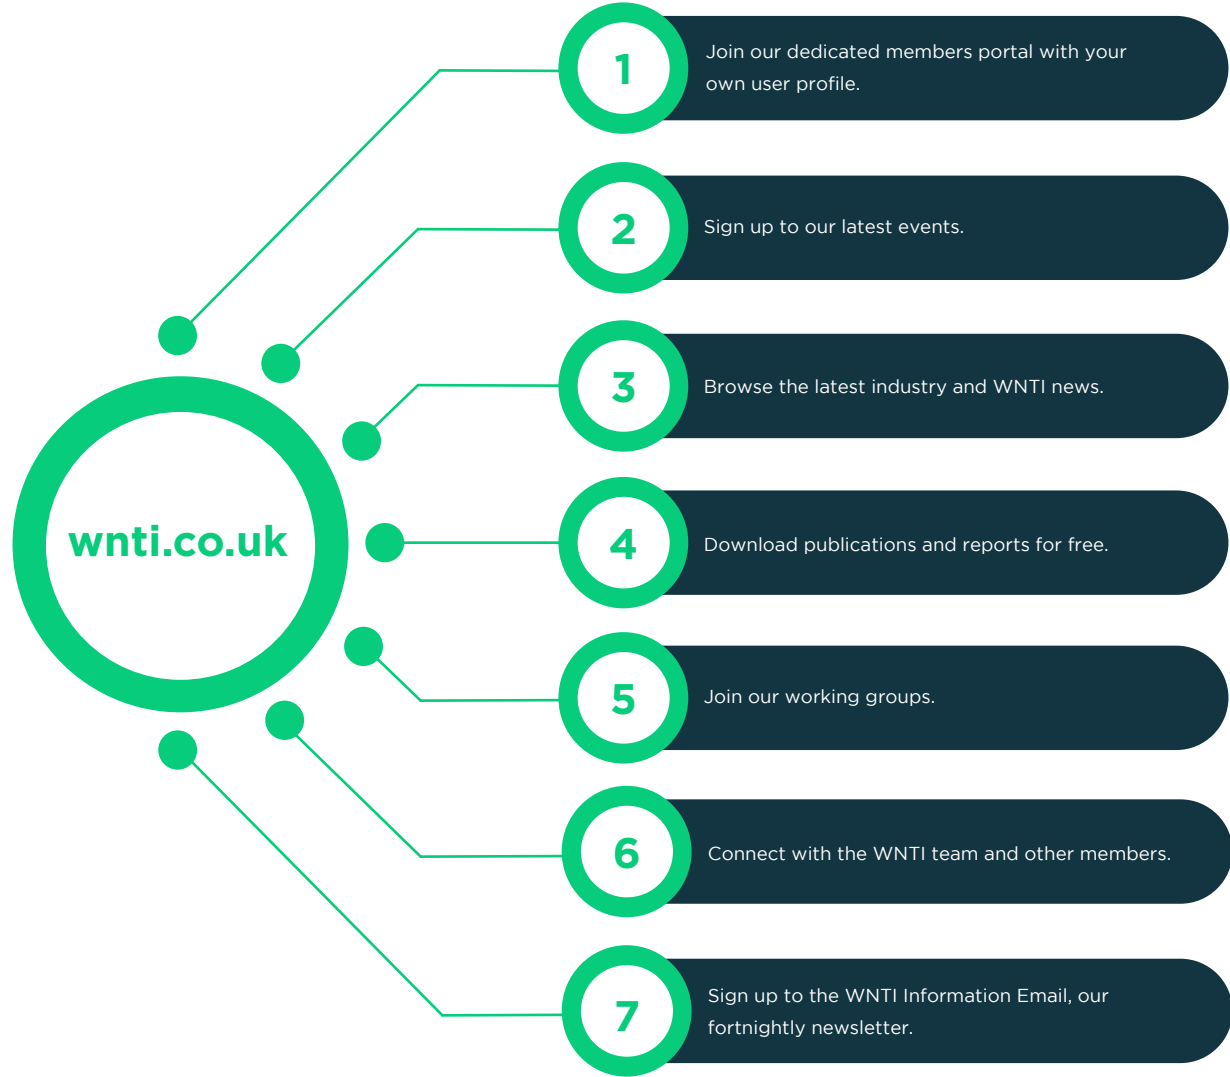 1
Join our dedicated members portal with your
own user profile.
2
Sign up to our latest events.
3
Browse the latest industry and WNTI news.
wnti.co.uk
4
Download publications and reports for free.
5
Join our working groups.
6
Connect with the WNTI team and other members.
7
Sign up to the WNTI Information Email, our
fortnightly newsletter.